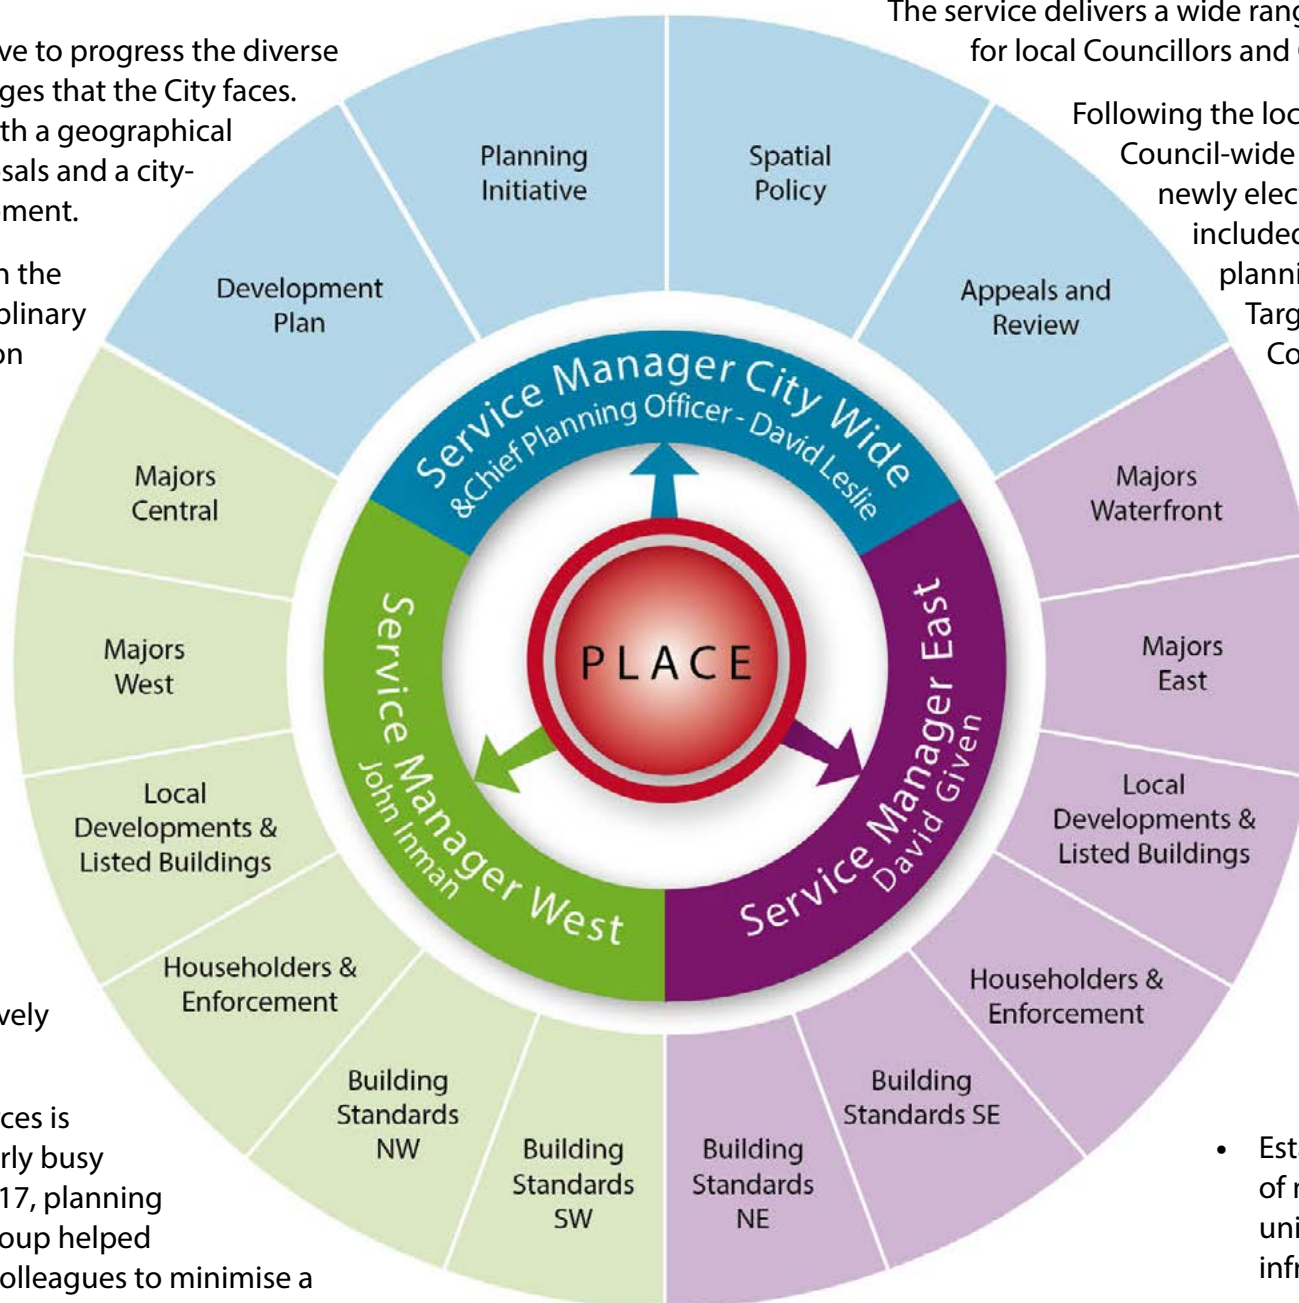 ve to progress the diverse
ges that the City faces.
th a geographical
sals and a city-
ement.
n the
plinary
on
The service delivers a wide rang
for local Councillors and
Following the loc
Council-wide
newly elect
included
planni
Targ
Co
Planning
Initiative
Spatial
Policy
Development
Plan
Appeals and
Review
Service Manager City Wide
&Chief Planning Officer - David Leslie
Majors
Central
Majors
Waterfront
Majors
West
PLACE
Majors
East
Service Manager West
John Inman
Service Manager East
David Given
Local
Developments &
Listed Buildings
Local
Developments &
Listed Buildings
Householders &
Enforcement
Householders &
Enforcement
Building
Standards
NW
Building
Standards
SW
Building
Standards
NE
Building
Standards SE
vely
rces is
rly busy
17, planning
oup helped
olleagues to minimise a
• Est
of r
uni
infr